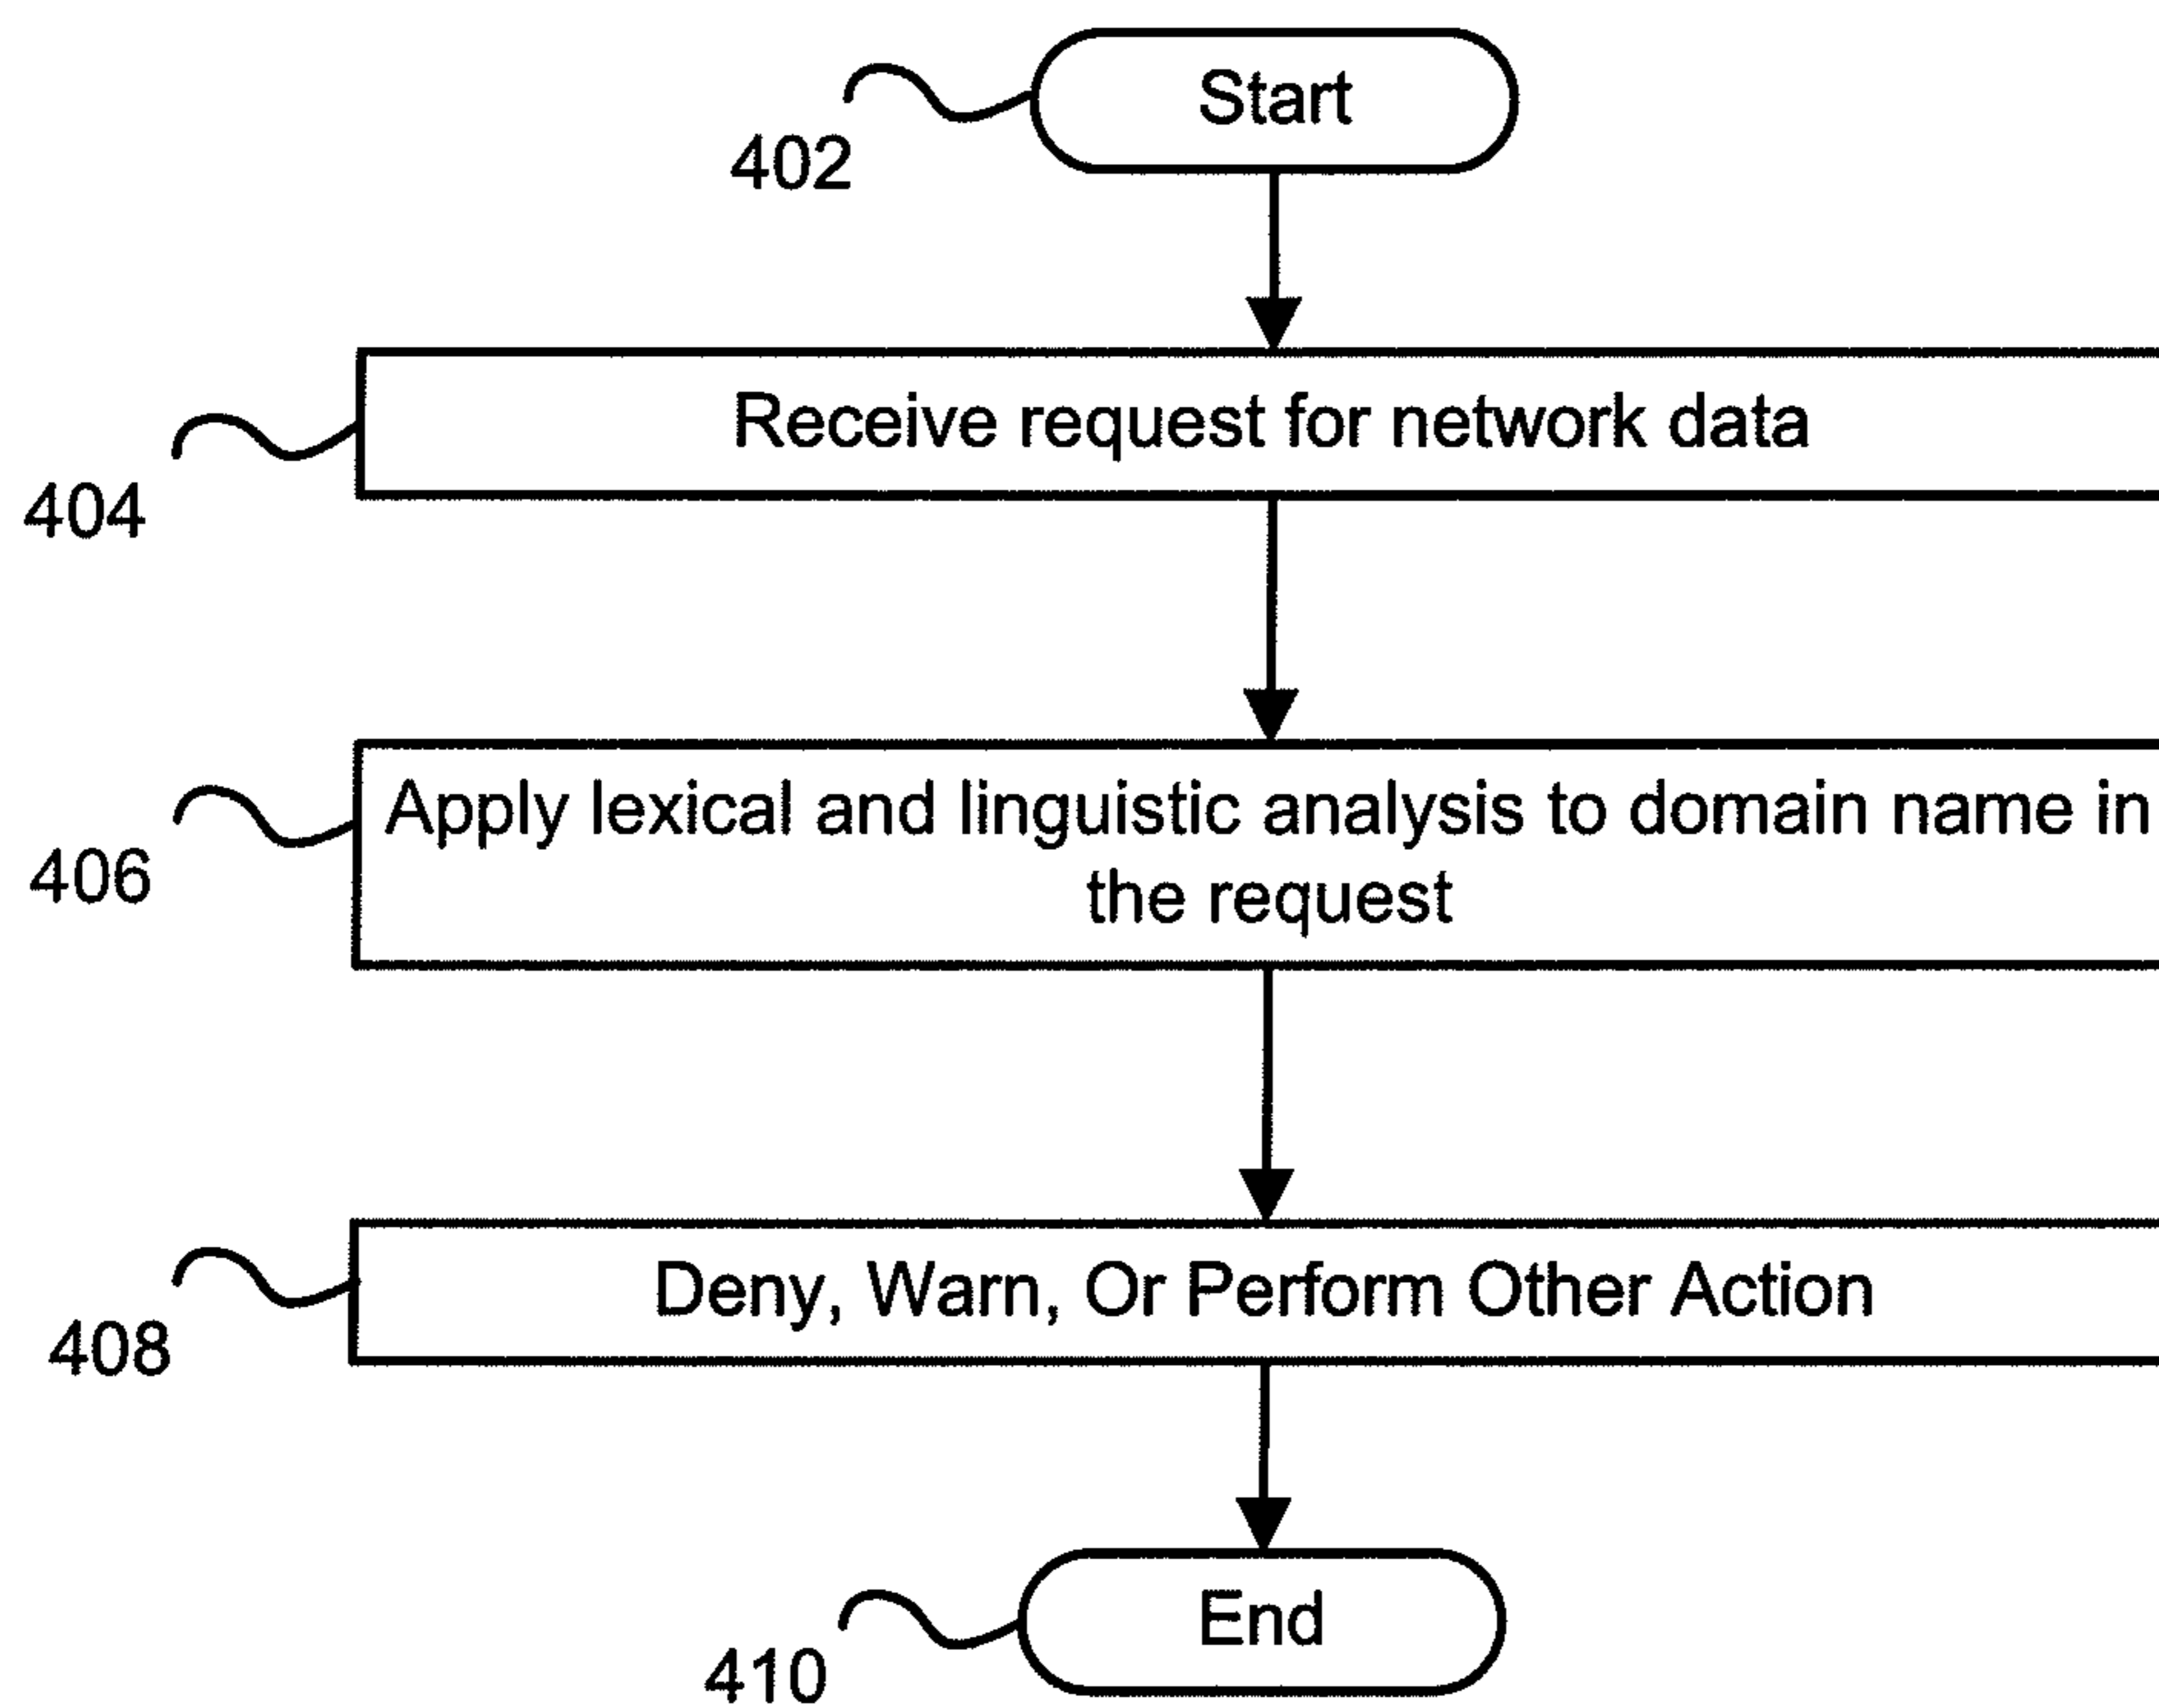 Start
402
Receive request for network data
404
Apply lexical and linguistic analysis to domain name in
the request
406
Deny, Warn, Or Perform Other Action
408
End
410